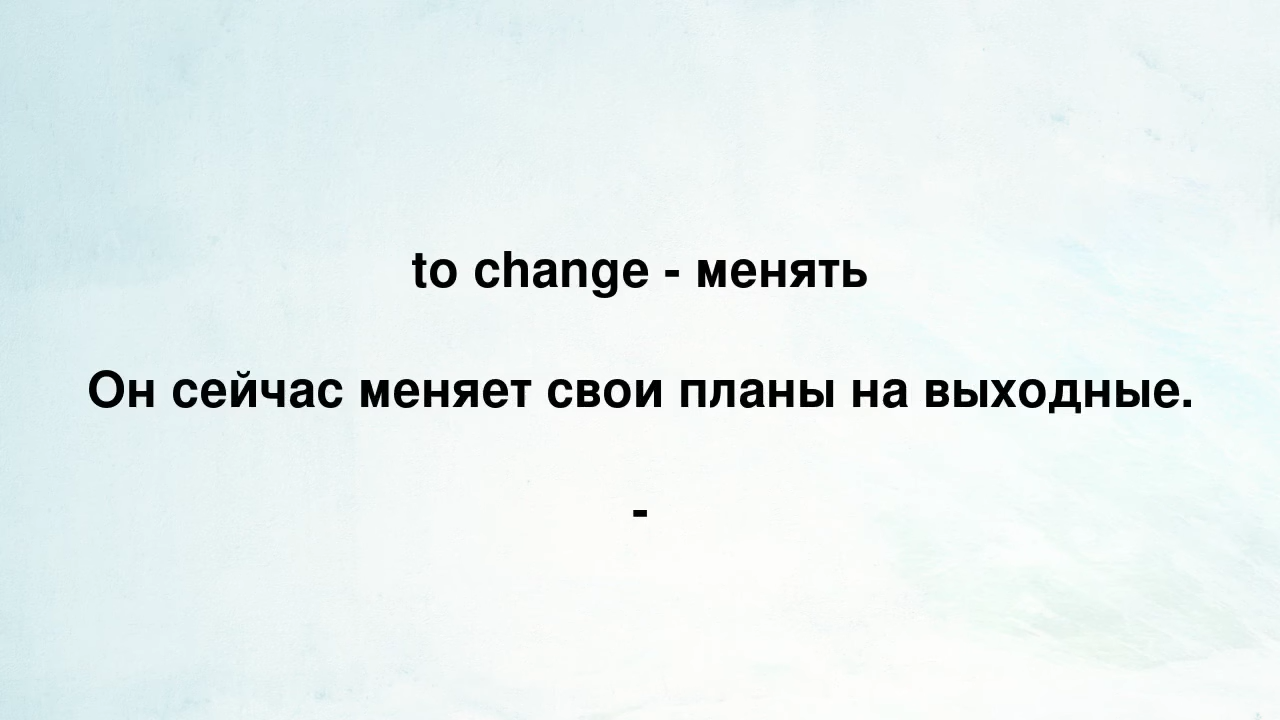 to change - менять
Он сейчас меняет свои планы на выходные.
-